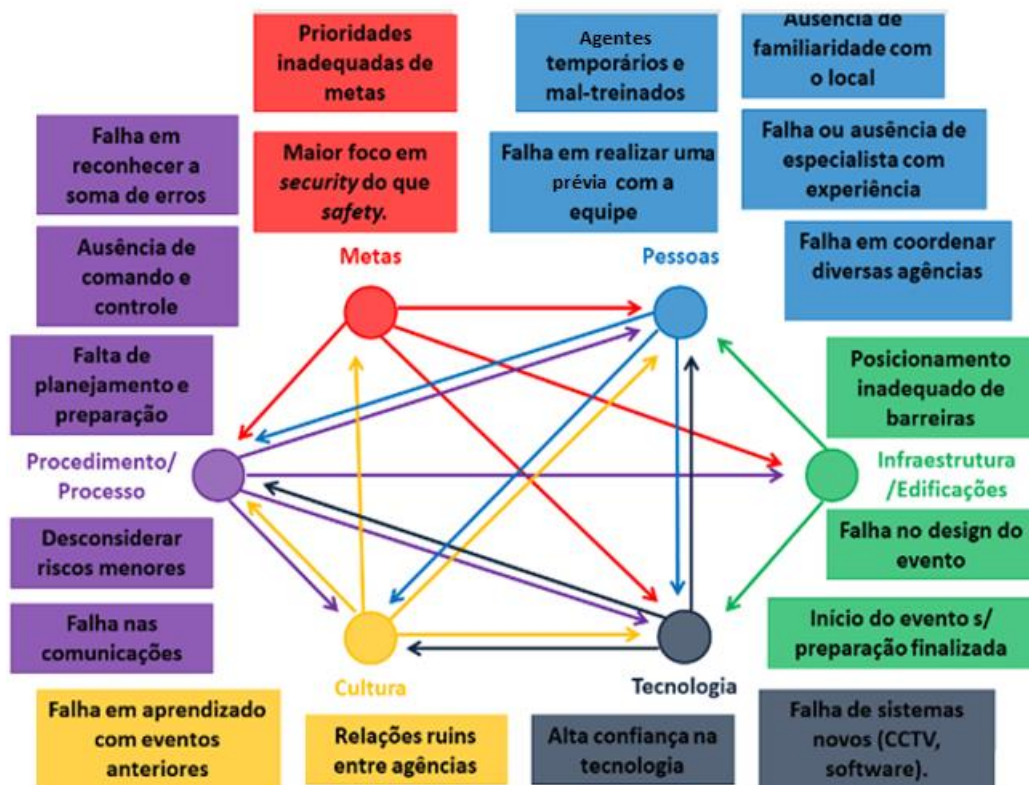 Prioridades
inadequadas de
metas
Agentes
temporários e
mal-treinados
Ausência de
familiaridade com
o local
Falha em
reconhecer a
soma de erros
Maior foco em
security do que
safety.
Falha em realizar uma
prévia com a
equipe
Falha ou ausência de
especialista com
experiência
Ausência de
comando e
controle
Metas
Pessoas
Falha em coordenar
diversas agências
Falta de
planejamento e
preparação
Posicionamento
inadequado de
barreiras
Procedimento/
Processo
Infraestrutura
/Edificações
Desconsiderar
riscos menores
Falha no design do
evento
Falha nas
comunicações
Início do evento s/
preparação finalizada
Cultura
Tecnologia
Falha em aprendizado
com eventos
anteriores
Relações ruins
entre agências
Alta confiança na
tecnologia
Falha de sistemas
novos (CCTV,
software).